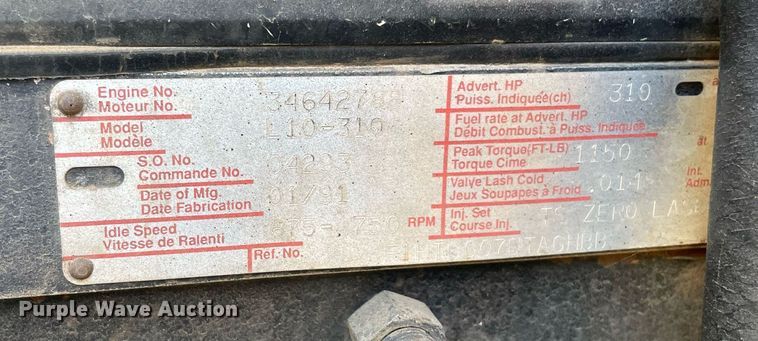 Engine No.
Moteur No. 3464278
Model
Modèle L10-310
S.O. No.
Commande No.
Date of Mfg.
Date Fabrication 01/91
Idle Speed
Vitesse de Ralenti RPM
Ref. No.
Advert. HP
Puiss. Indiquée(ch) 310
Fuel rate at Advert. HP
Débit Combust. à Puiss. Indiquée
Peak Torque(FT-LB)
Torque Cime 1150
Valve Lash Cold
Jeux Soupapes à Froid Int.
Adm.
Inj. Set
Course Inj. ZERO
at
Purple Wave Auction